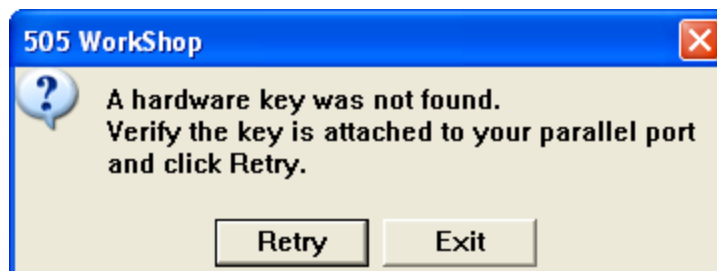 505 WorkShop
A hardware key was not found.
Verify the key is attached to your parallel port
and click Retry.
Retry Exit